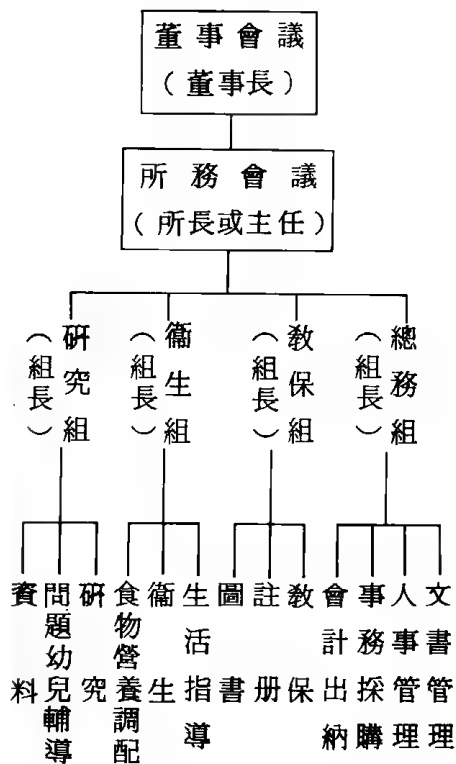 董事會議
(董事長)
所務會議
(所長或主任)
總務組
(組長)
教保組
(組長)
衞生組
(組長)
研究組
(組長)
文書管理
人事管理
事務採購
會計出納
教保
註册
圖書
生活指導
衞生
食物營養調配
研究
問題幼兒輔導
資料